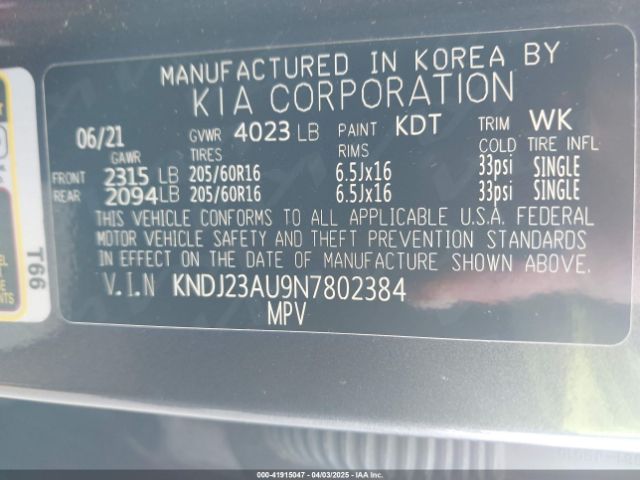 MANUFACTURED IN KOREA BY
KIA CORPORATION
06/21 GVWR 4023 LB PAINT KDT TRIM WK
GAWR TIRES RIMS COLD TIRE INFL
FRONT 2315 LB 205/60R16 6.5Jx16 33psi SINGLE
REAR 2094 LB 205/60R16 6.5Jx16 33psi SINGLE
THIS VEHICLE CONFORMS TO ALL APPLICABLE U.S.A. FEDERAL
MOTOR VEHICLE SAFETY AND THEFT PREVENTION STANDARDS
IN EFFECT ON THE DATE OF MANUFACTURE SHOWN ABOVE.
V.I.N KNDJ23AU9N7802384
MPV
T66
000-41915047 - 04/03/2025 - IAAI.COM